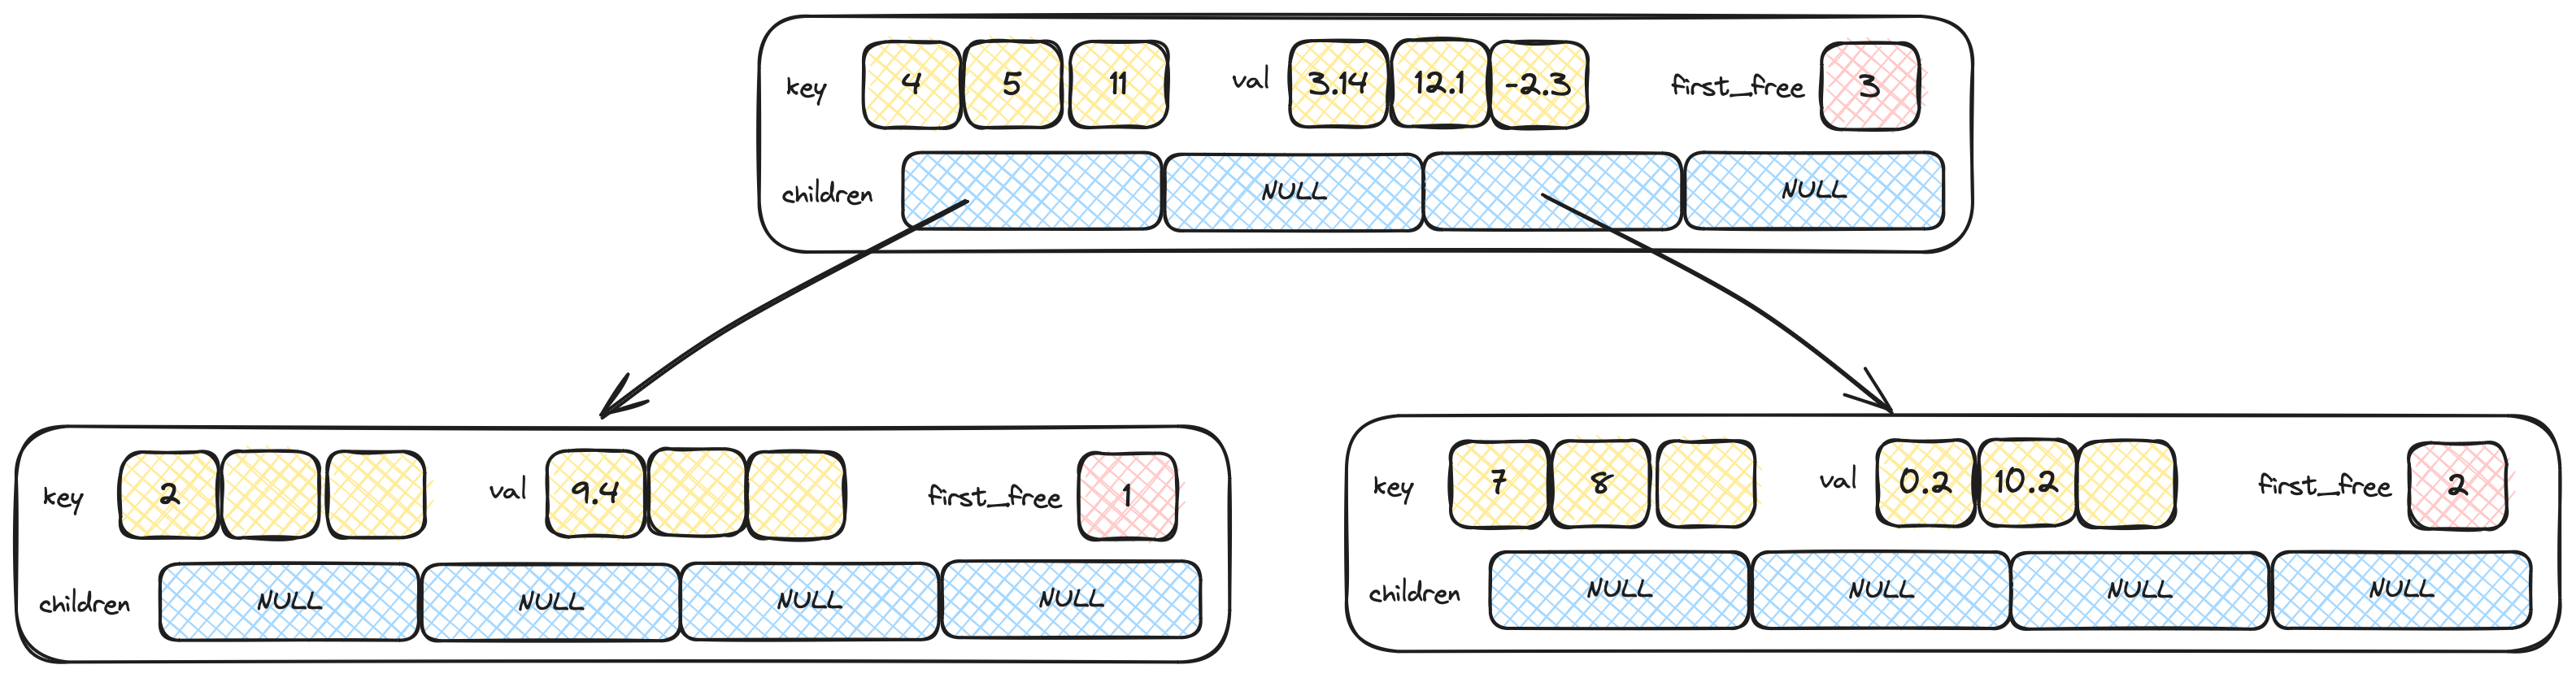 key 4 5 11 val 3.14 12.1 -2.3 first_free 3
children NULL NULL
key 2 val 9.4 first_free 1
children NULL NULL NULL NULL
key 7 8 val 0.2 10.2 first_free 2
children NULL NULL NULL NULL